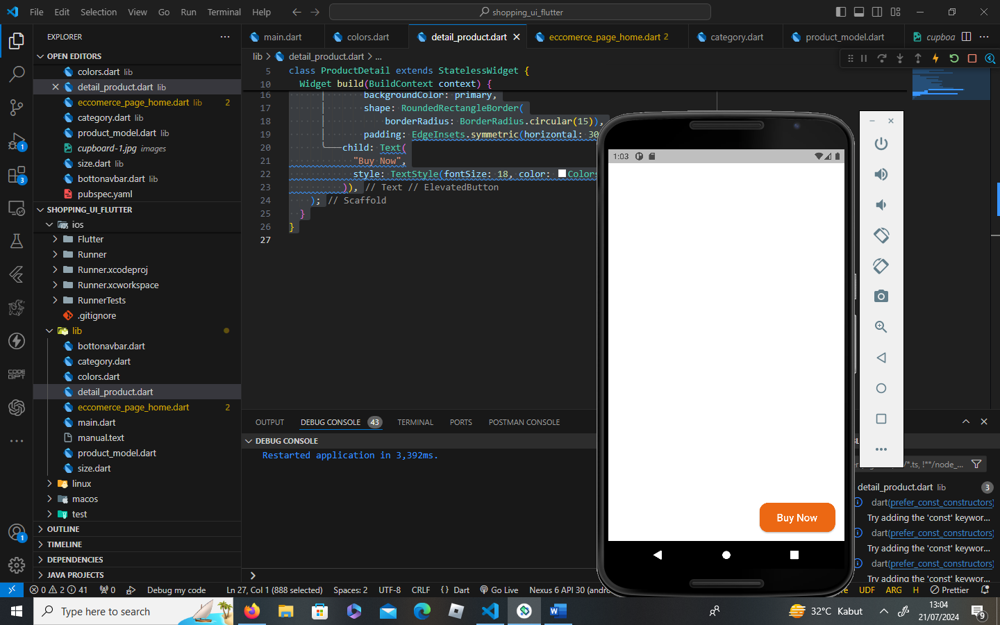 File Edit Selection View Go Run Terminal Help
shopping_ui_flutter
EXPLORER
OPEN EDITORS
colors.dart lib
detail_product.dart lib
eccomerce_page_home.dart lib 2
category.dart lib
product_model.dart lib
cupboard-1.jpg images
size.dart lib
bottonavbar.dart lib
pubspec.yaml
SHOPPING_UI_FLUTTER
ios
Flutter
Runner
Runner.xcodeproj
Runner.xcworkspace
RunnerTests
.gitignore
lib
bottonavbar.dart
category.dart
colors.dart
detail_product.dart
eccomerce_page_home.dart 2
main.dart
manual.text
product_model.dart
size.dart
linux
macos
test
OUTLINE
TIMELINE
DEPENDENCIES
JAVA PROJECTS
1
3
CODE
GPT
1
main.dart colors.dart detail_product.dart eccomerce_page_home.dart 2 category.dart product_model.dart cupboa
lib > detail_product.dart > ...
5 class ProductDetail extends StatelessWidget {
10 Widget build(BuildContext context) {
16 backgroundColor: primary,
17 shape: RoundedRectangleBorder(
18 borderRadius: BorderRadius.circular(15)),
19 padding: EdgeInsets.symmetric(horizontal: 30
20 child: Text(
21 "Buy Now",
22 style: TextStyle(fontSize: 18, color: Colors
23 )), // Text // ElevatedButton
24 ); // Scaffold
25 }
26 }
27
OUTPUT DEBUG CONSOLE 43 TERMINAL PORTS POSTMAN CONSOLE
DEBUG CONSOLE
Restarted application in 3,392ms.
1:03
Buy Now
/*.ts, !**/node_...
detail_product.dart lib 3
dart(prefer_const_constructors)
Try adding the 'const' keywor...
dart(prefer_const_constructors)
Try adding the 'const' keywor...
dart(prefer_const_constructors)
Try adding the 'const' keywor...
0 2 41 0 Debug my code Ln 27, Col 1 (888 selected) Spaces: 2 UTF-8 CRLF {} Dart Go Live Nexus 6 API 30 (andro UDF ARG H Prettier
Type here to search
32°C Kabut
13:04
21/07/2024
9